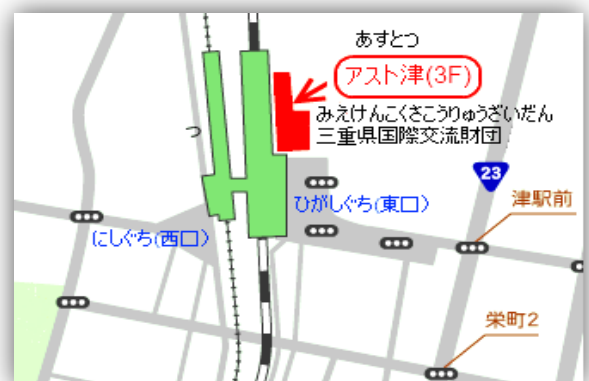 あすとつ
アスト津(3F)
みえけんこくさこうりゅうざいだん
三重県国際交流財団
つ
23
ひがしぐち(東口)
津駅前
にしぐち(西口)
栄町2